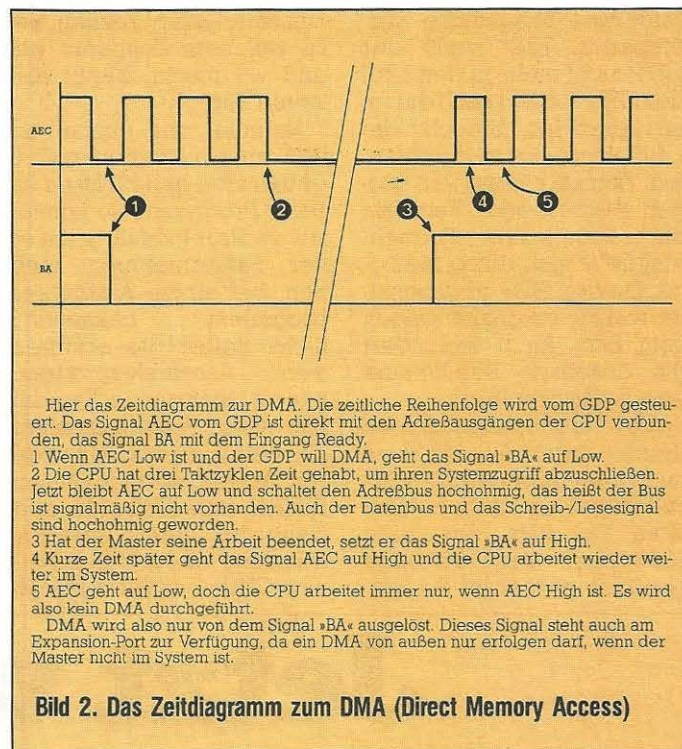 AEC
1
2
3
4
5
BA
Hier das Zeitdiagramm zur DMA. Die zeitliche Reihenfolge wird vom GDP gesteu-
ert. Das Signal AEC vom GDP ist direkt mit den Adreßausgängen der CPU verbun-
den, das Signal BA mit dem Eingang Ready.
1 Wenn AEC Low ist und der GDP will DMA, geht das Signal »BA« auf Low.
2 Die CPU hat drei Taktzyklen Zeit gehabt, um ihren Systemzugriff abzuschließen.
Jetzt bleibt AEC auf Low und schaltet den Adreßbus hochohmig, das heißt der Bus
ist signalmäßig nicht vorhanden. Auch der Datenbus und das Schreib-/Lesesignal
sind hochohmig geworden.
3 Hat der Master seine Arbeit beendet, setzt er das Signal »BA« auf High.
4 Kurze Zeit später geht das Signal AEC auf High und die CPU arbeitet wieder wei-
ter im System.
5 AEC geht auf Low, doch die CPU arbeitet immer nur, wenn AEC High ist. Es wird
also kein DMA durchgeführt.
DMA wird also nur von dem Signal »BA« ausgelöst. Dieses Signal steht auch am
Expansion-Port zur Verfügung, da ein DMA von außen nur erfolgen darf, wenn der
Master nicht im System ist.
Bild 2. Das Zeitdiagramm zum DMA (Direct Memory Access)